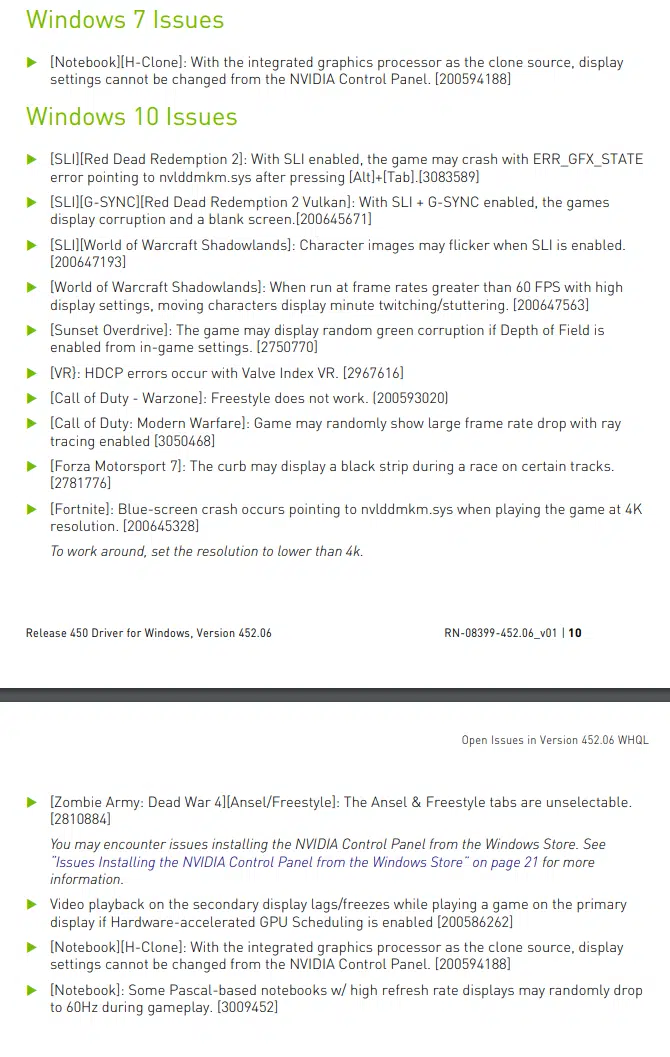 Windows 7 Issues
[Notebook][H-Clone]: With the integrated graphics processor as the clone source, display
settings cannot be changed from the NVIDIA Control Panel. [200594188]
Windows 10 Issues
[SLI][Red Dead Redemption 2]: With SLI enabled, the game may crash with ERR_GFX_STATE
error pointing to nvlddmkm.sys after pressing [Alt]+[Tab].[3083589]
[SLI][G-SYNC][Red Dead Redemption 2 Vulkan]: With SLI + G-SYNC enabled, the games
display corruption and a blank screen.[200645671]
[SLI][World of Warcraft Shadowlands]: Character images may flicker when SLI is enabled.
[200647193]
[World of Warcraft Shadowlands]: When run at frame rates greater than 60 FPS with high
display settings, moving characters display minute twitching/stuttering. [200647563]
[Sunset Overdrive]: The game may display random green corruption if Depth of Field is
enabled from in-game settings. [2750770]
[VR}: HDCP errors occur with Valve Index VR. [2967616]
[Call of Duty - Warzone]: Freestyle does not work. (200593020)
[Call of Duty: Modern Warfare]: Game may randomly show large frame rate drop with ray
tracing enabled [3050468]
[Forza Motorsport 7]: The curb may display a black strip during a race on certain tracks.
[2781776]
[Fortnite]: Blue-screen crash occurs pointing to nvlddmkm.sys when playing the game at 4K
resolution. [200645328]
To work around, set the resolution to lower than 4k.
Release 450 Driver for Windows, Version 452.06
RN-08399-452.06_v01 | 10
Open Issues in Version 452.06 WHQL
[Zombie Army: Dead War 4][Ansel/Freestyle]: The Ansel & Freestyle tabs are unselectable.
[2810884]
You may encounter issues installing the NVIDIA Control Panel from the Windows Store. See
"Issues Installing the NVIDIA Control Panel from the Windows Store" on page 21 for more
information.
Video playback on the secondary display lags/freezes while playing a game on the primary
display if Hardware-accelerated GPU Scheduling is enabled [200586262]
[Notebook][H-Clone]: With the integrated graphics processor as the clone source, display
settings cannot be changed from the NVIDIA Control Panel. [200594188]
[Notebook]: Some Pascal-based notebooks w/ high refresh rate displays may randomly drop
to 60Hz during gameplay. [3009452]